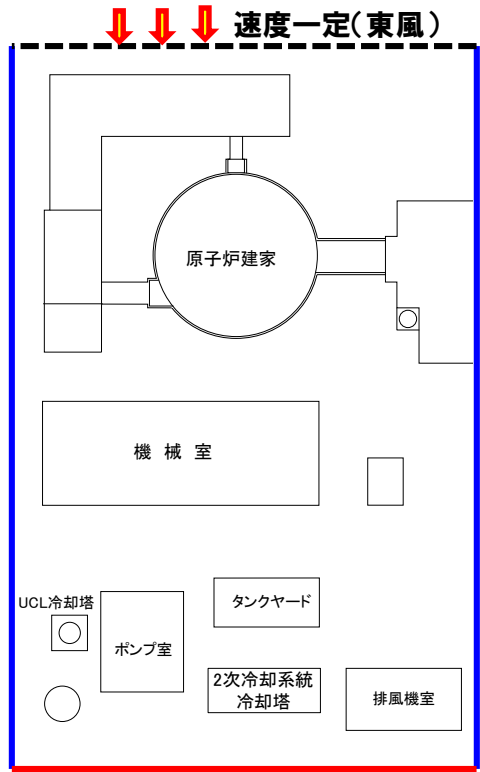 速度一定(東風)
原子炉建家
機 械 室
UCL冷却塔
タンクヤード
ポンプ室
2次冷却系統
冷却塔
排風機室